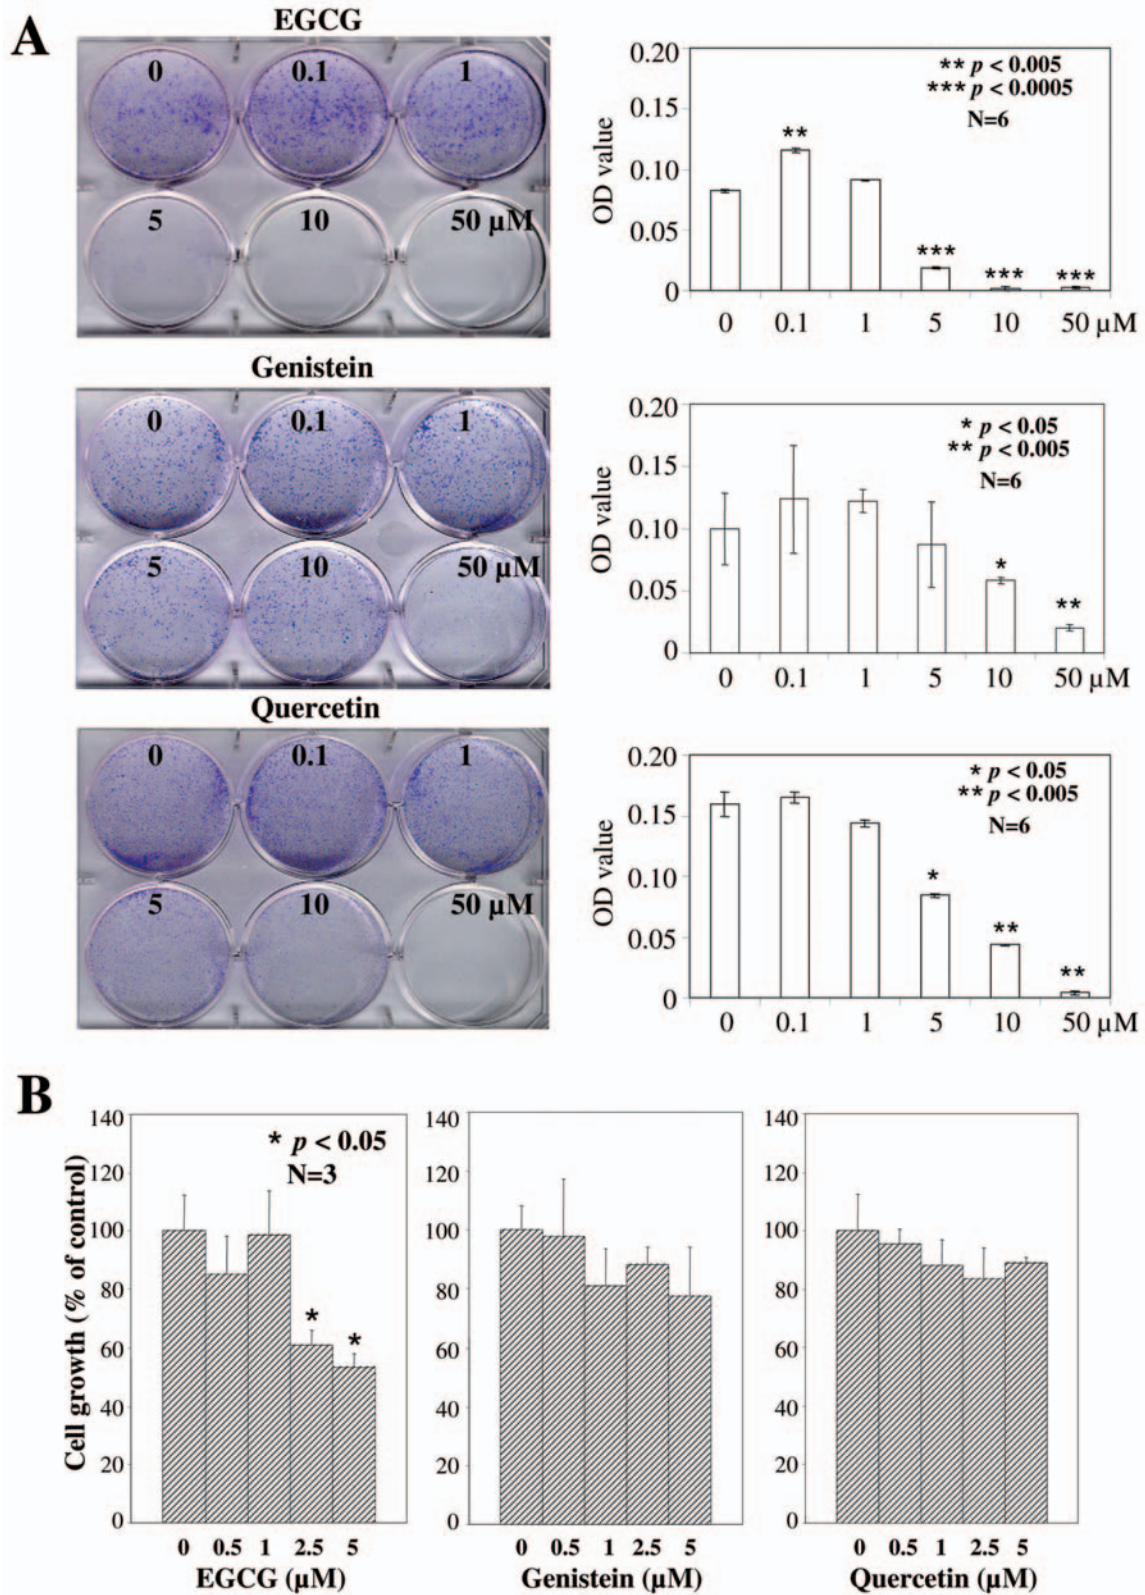 A
EGCG
0 0.1 1
5 10 50 µM
0.20
0.15
0.10
0.05
0
OD value
** p < 0.005
*** p < 0.0005
N=6
**
***
***
***
0 0.1 1 5 10 50 µM
Genistein
0 0.1 1
5 10 50 µM
0.20
0.15
0.10
0.05
0
OD value
* p < 0.05
** p < 0.005
N=6
*
**
0 0.1 1 5 10 50 µM
Quercetin
0 0.1 1
5 10 50 µM
0.20
0.15
0.10
0.05
0
OD value
* p < 0.05
** p < 0.005
N=6
*
**
**
0 0.1 1 5 10 50 µM
B
Cell growth (% of control)
140
120
100
80
60
40
20
0
* p < 0.05
N=3
*
*
0 0.5 1 2.5 5
EGCG (µM)
140
120
100
80
60
40
20
0
0 0.5 1 2.5 5
Genistein (µM)
140
120
100
80
60
40
20
0
0 0.5 1 2.5 5
Quercetin (µM)